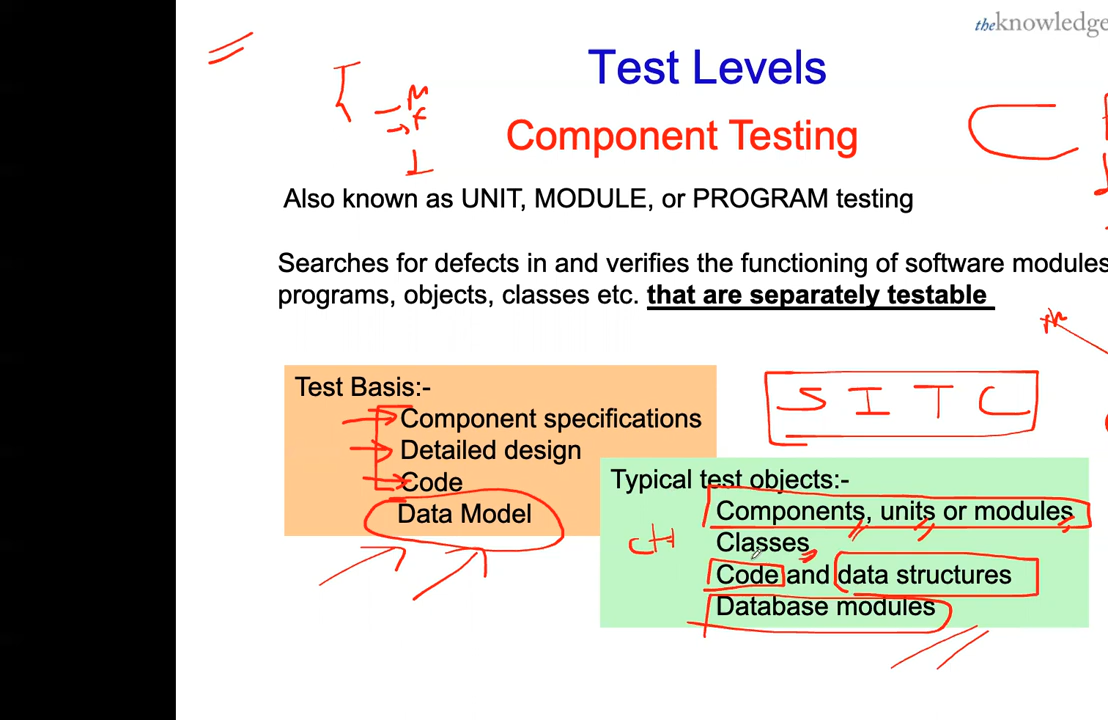 theknowledge
Test Levels
Component Testing
M
F
I
Also known as UNIT, MODULE, or PROGRAM testing
Searches for defects in and verifies the functioning of software modules
programs, objects, classes etc. that are separately testable
Test Basis:-
Component specifications
Detailed design
Code
Data Model
S I T C
Typical test objects:-
Components, units or modules
Classes
Code and data structures
Database modules